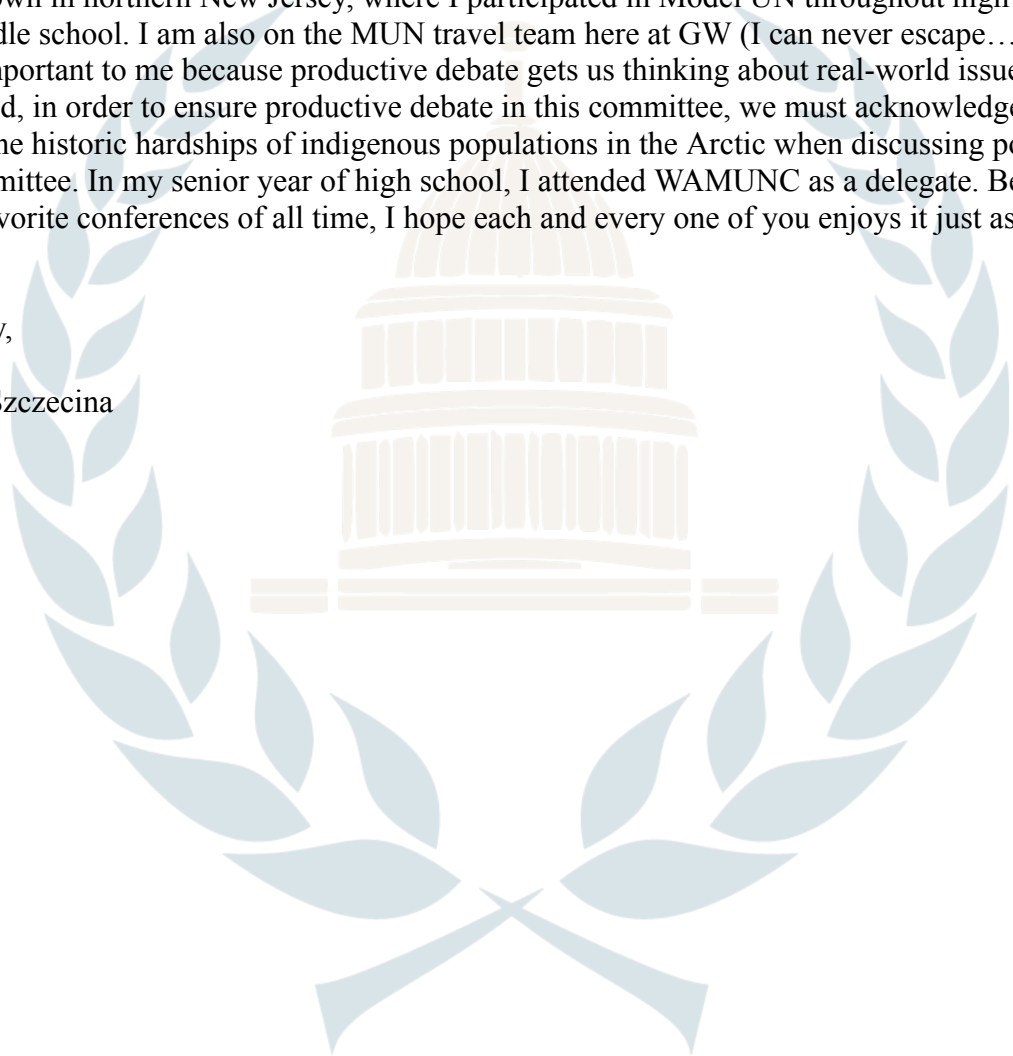 own in northern New Jersey, where I participated in Model UN throughout high
dle school. I am also on the MUN travel team here at GW (I can never escape…
portant to me because productive debate gets us thinking about real-world issue
d, in order to ensure productive debate in this committee, we must acknowledge
he historic hardships of indigenous populations in the Arctic when discussing po
mittee. In my senior year of high school, I attended WAMUNC as a delegate. Be
vorite conferences of all time, I hope each and every one of you enjoys it just as
y,
Szczecina